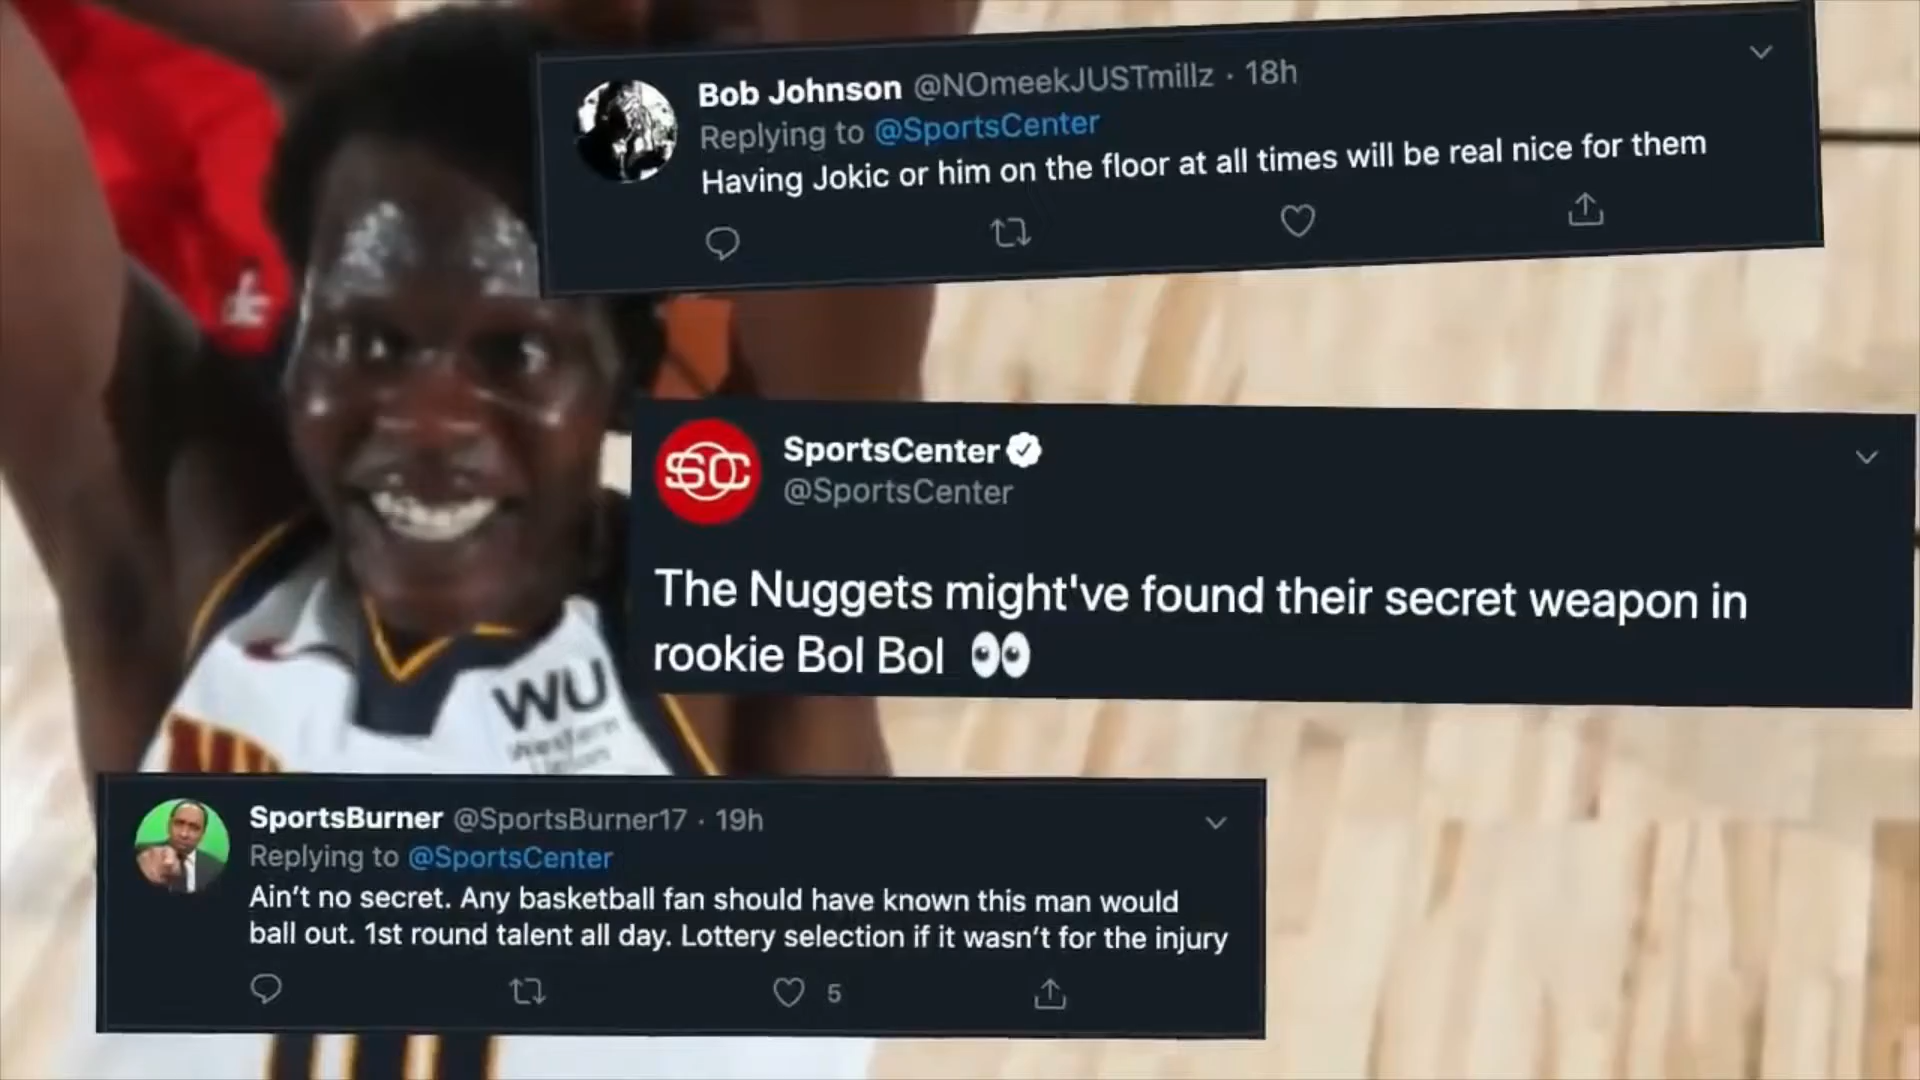 Bob Johnson @NOmeekJUSTmillz · 18h
Replying to @SportsCenter
Having Jokic or him on the floor at all times will be real nice for them
SC
SportsCenter
@SportsCenter
The Nuggets might've found their secret weapon in
rookie Bol Bol 👀
WU
Western
Union
SportsBurner @SportsBurner17 · 19h
Replying to @SportsCenter
Ain’t no secret. Any basketball fan should have known this man would
ball out. 1st round talent all day. Lottery selection if it wasn’t for the injury
5